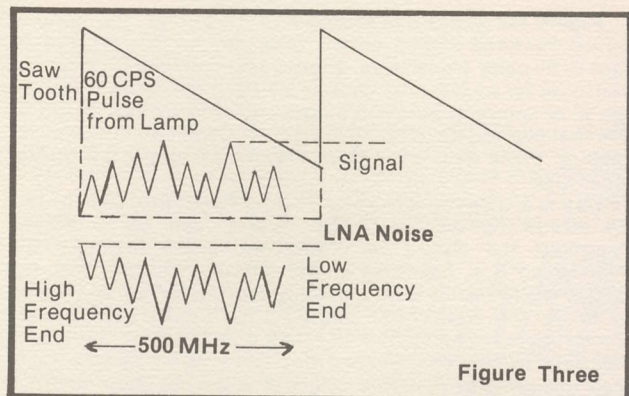 Saw
Tooth
60 CPS
Pulse
from Lamp
Signal
LNA Noise
High
Frequency
End
Low
Frequency
End
500 MHz
Figure Three